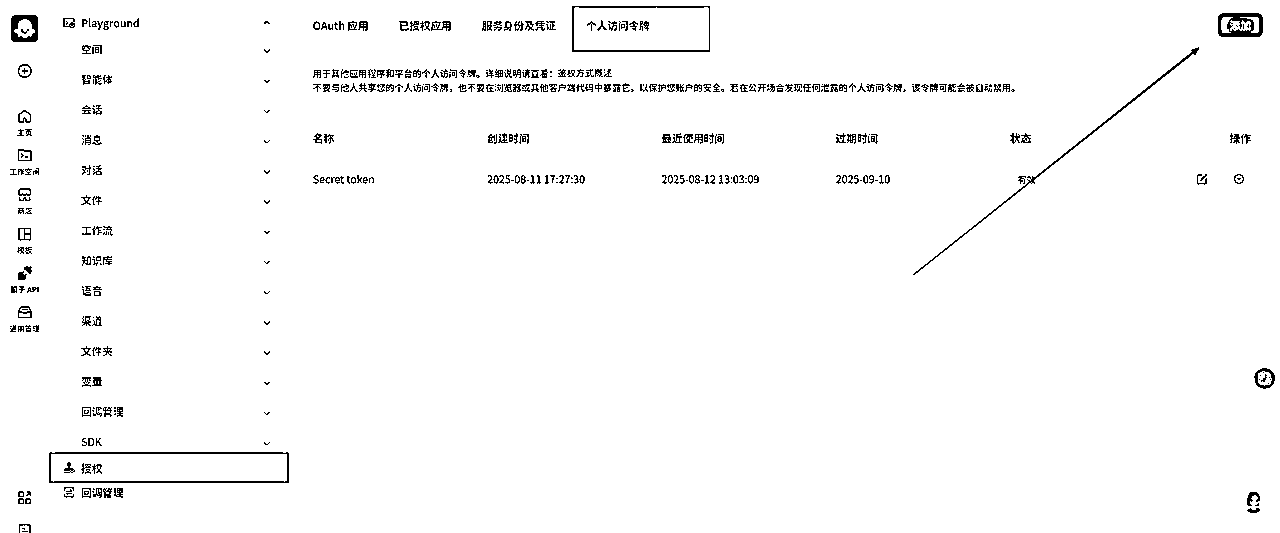 Playground
空间
智能体
会话
消息
对话
文件
工作流
知识库
语音
渠道
文件夹
变量
回调管理
SDK
授权
回调管理
主页
工作空间
商店
模板
扣子 API
通用管理
OAuth 应用 已授权应用 服务身份及凭证 个人访问令牌
添加
用于其他应用程序和平台的个人访问令牌。详细说明请查看：鉴权方式概述
不要与他人共享您的个人访问令牌，也不要在浏览器或其他客户端代码中暴露它，以保护您账户的安全。若在公开场合发现任何泄露的个人访问令牌，该令牌可能会被自动禁用。
名称 创建时间 最近使用时间 过期时间 状态 操作
Secret token 2025-08-11 17:27:30 2025-08-12 13:03:09 2025-09-10 有效